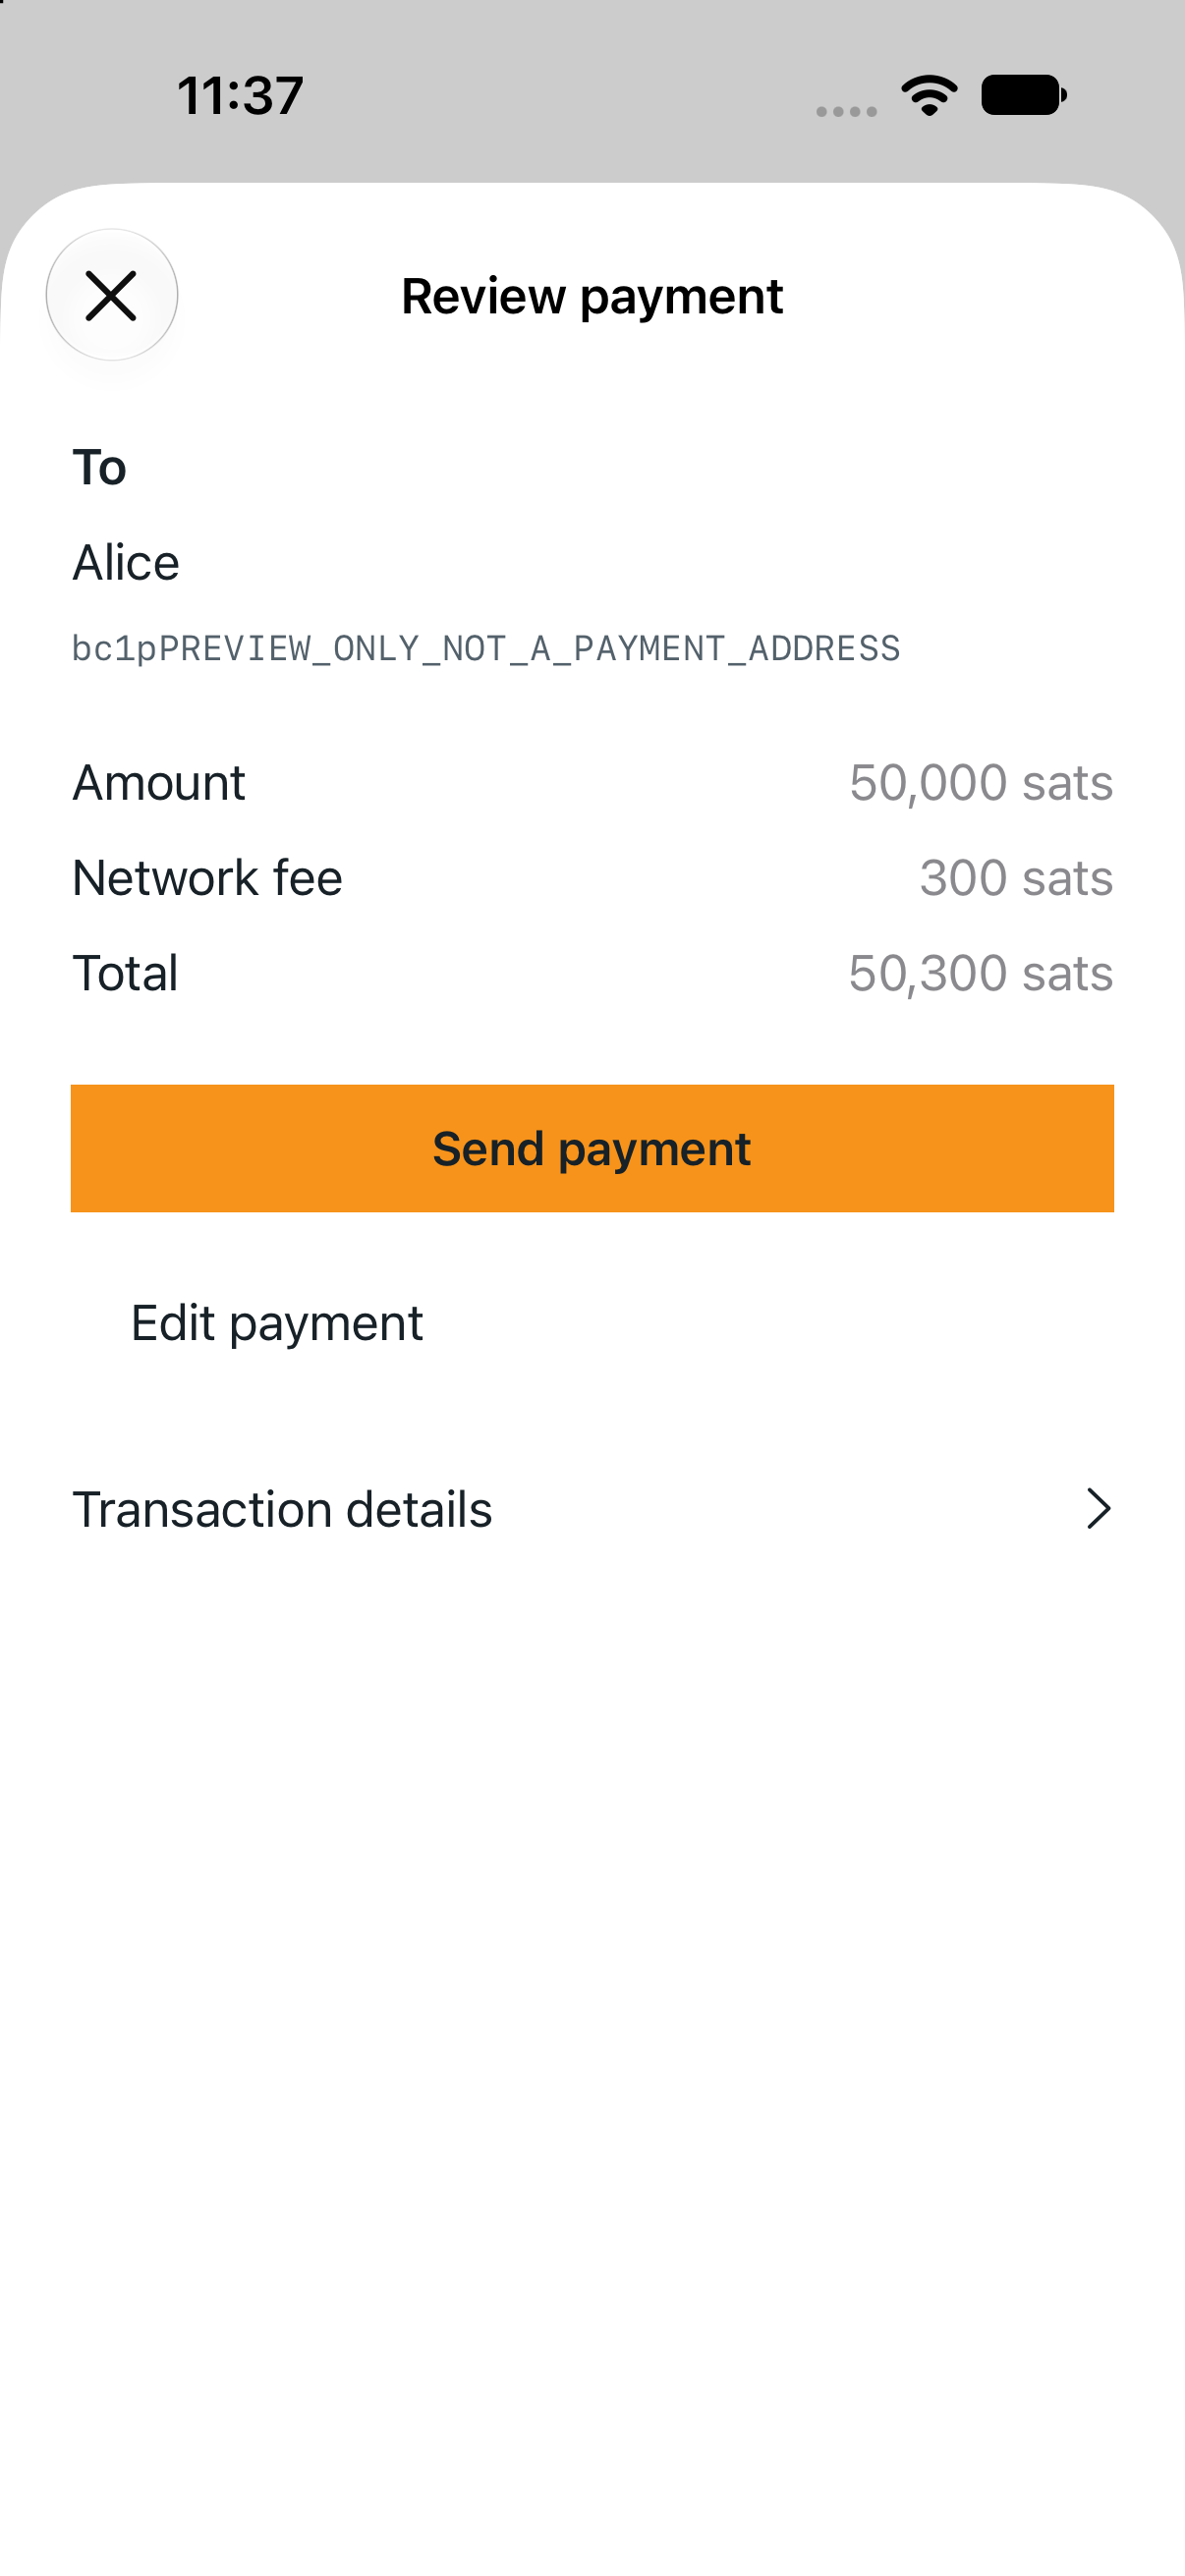 11:37
Review payment
To
Alice
bc1pPREVIEW_ONLY_NOT_A_PAYMENT_ADDRESS
Amount 50,000 sats
Network fee 300 sats
Total 50,300 sats
Send payment
Edit payment
Transaction details